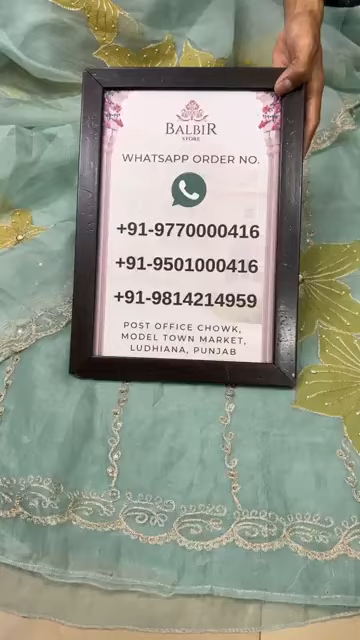 BALBIR
STORE
WHATSAPP ORDER NO.
+91-9770000416
+91-9501000416
+91-9814214959
POST OFFICE CHOWK,
MODEL TOWN MARKET,
LUDHIANA, PUNJAB